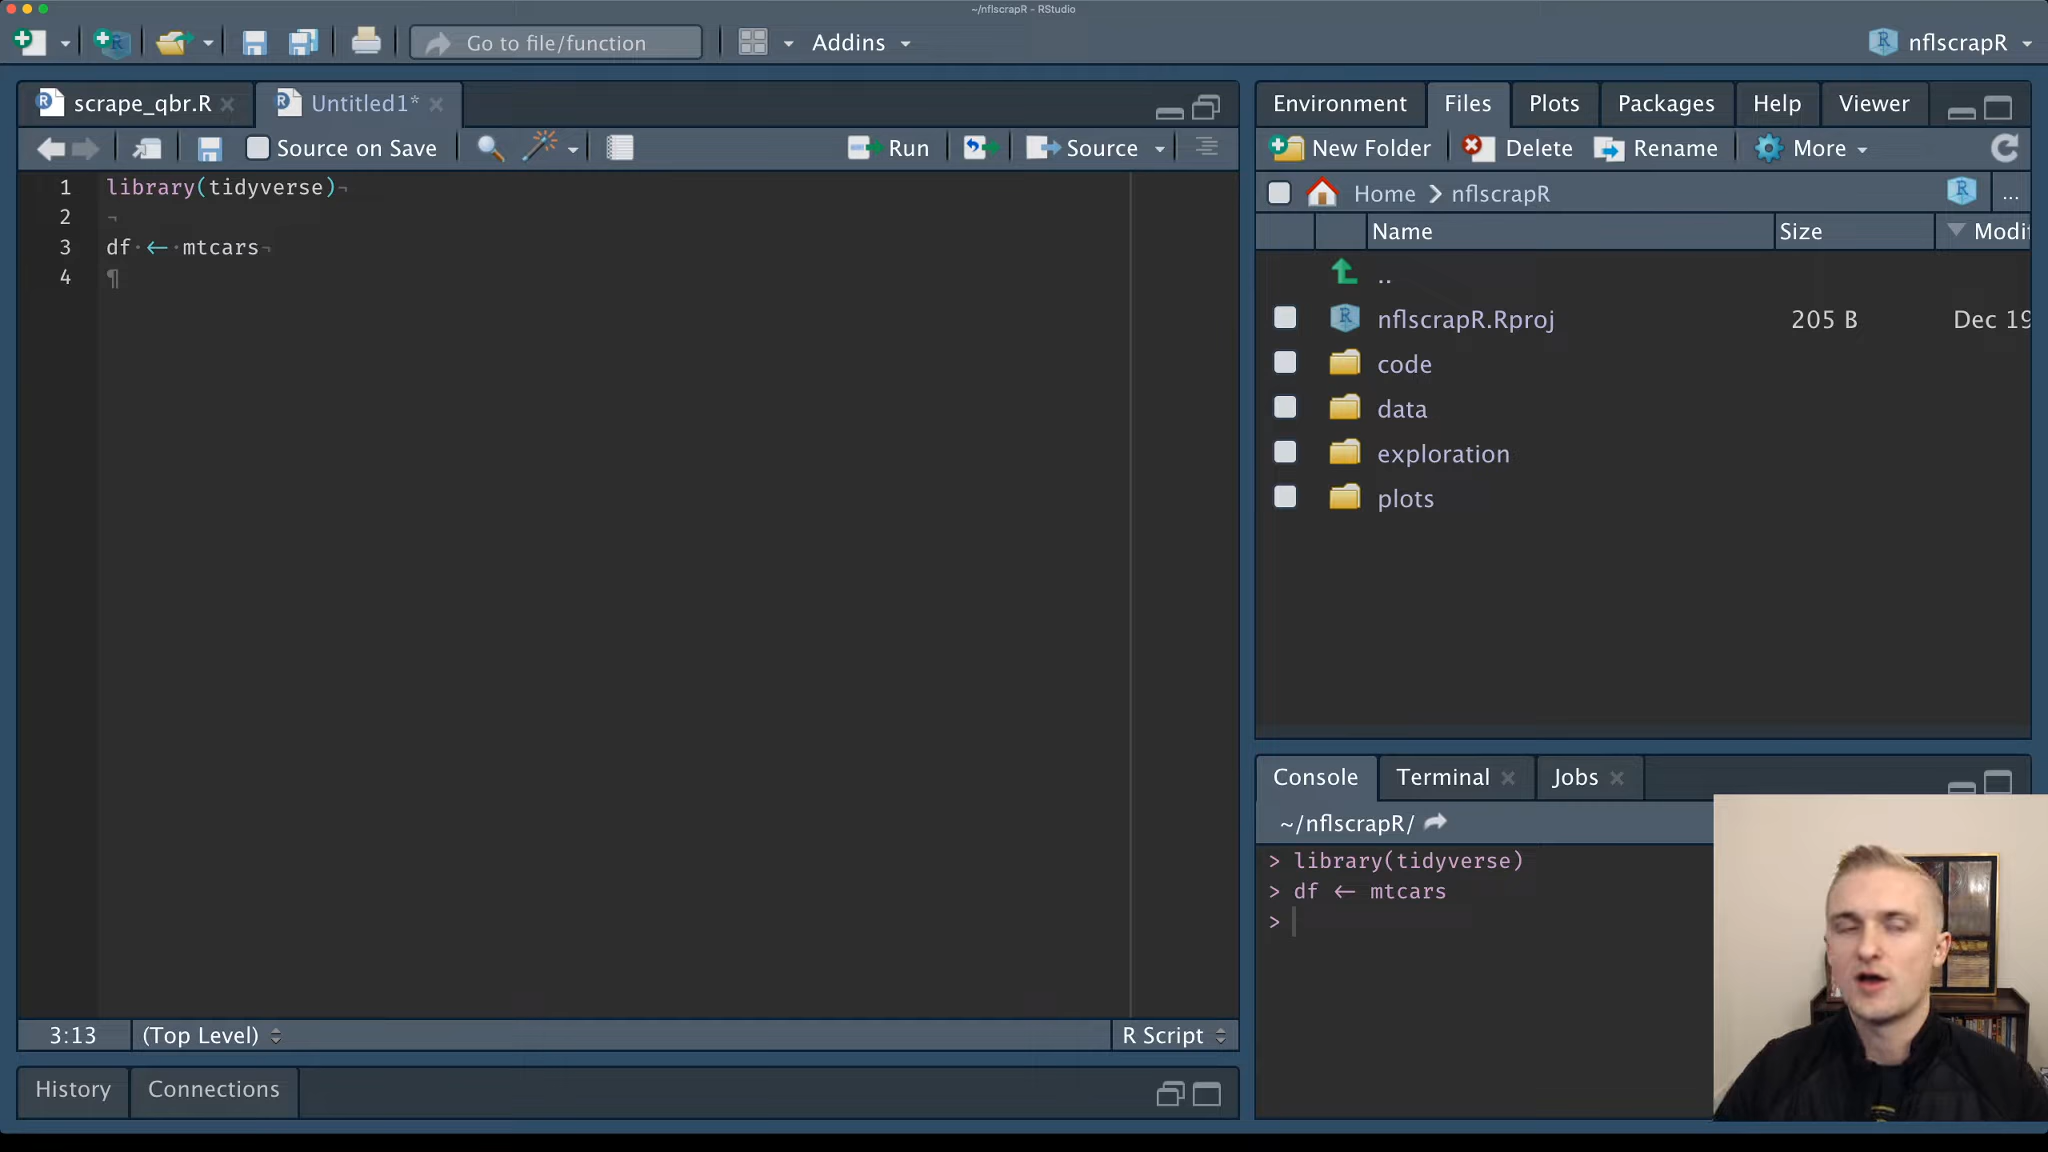 ~/nflscrapR - RStudio
Go to file/function
Addins
nflscrapR
scrape_qbr.R
Untitled1*
Source on Save
Run
Source
1 library(tidyverse)¬
2 ¬
3 df·<-·mtcars¬
4 ¶
3:13
(Top Level)
R Script
History
Connections
Environment
Files
Plots
Packages
Help
Viewer
New Folder
Delete
Rename
More
Home
nflscrapR
...
Name
Size
Modi
..
nflscrapR.Rproj
205 B
Dec 19
code
data
exploration
plots
Console
Terminal
Jobs
~/nflscrapR/
> library(tidyverse)
> df <- mtcars
>